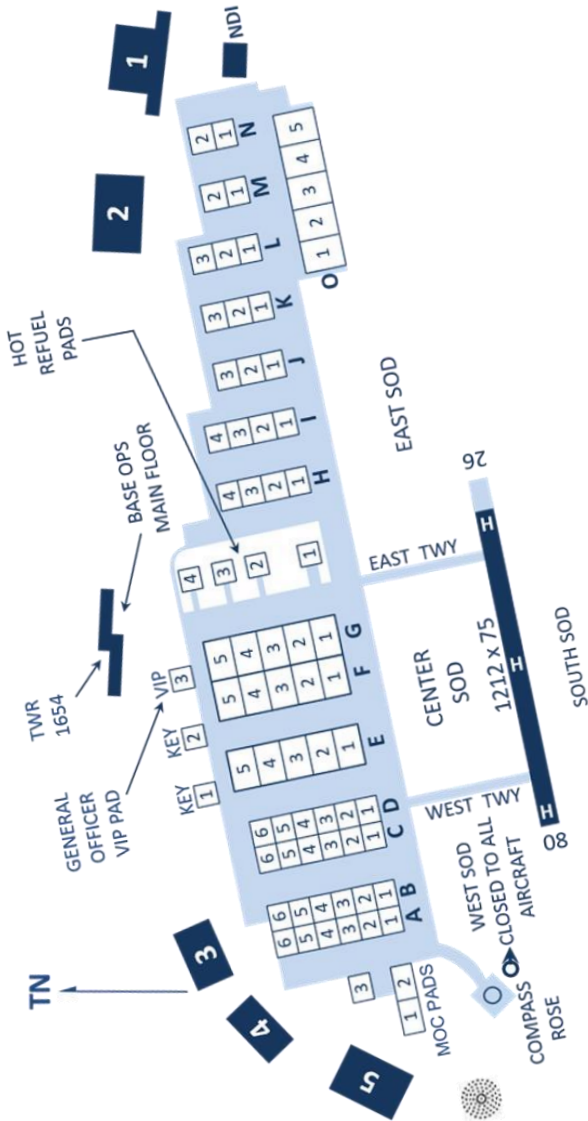 TN
TWR
1654
BASE OPS
MAIN FLOOR
HOT
REFUEL
PADS
GENERAL
OFFICER
VIP PAD
KEY
1
KEY
2
VIP
3
1
2
3
4
5
NDI
4
3
2
1
6 6
5 5
4 4
3 3
2 2
1 1
A B
6 6
5 5
4 4
3 3
2 2
1 1
C D
5
4
3
2
1
E
5 5
4 4
3 3
2 2
1 1
F G
4
3
2
1
H
4
3
2
1
I
3
2
1
J
3
2
1
K
3
2
1
L
2
1
M
2
1
N
O
1 2 3 4 5
3
1 2
MOC PADS
COMPASS
ROSE
WEST SOD
CLOSED TO ALL
AIRCRAFT
WEST TWY
CENTER
SOD
EAST TWY
EAST SOD
1212 x 75
08
H
H
H
26
SOUTH SOD